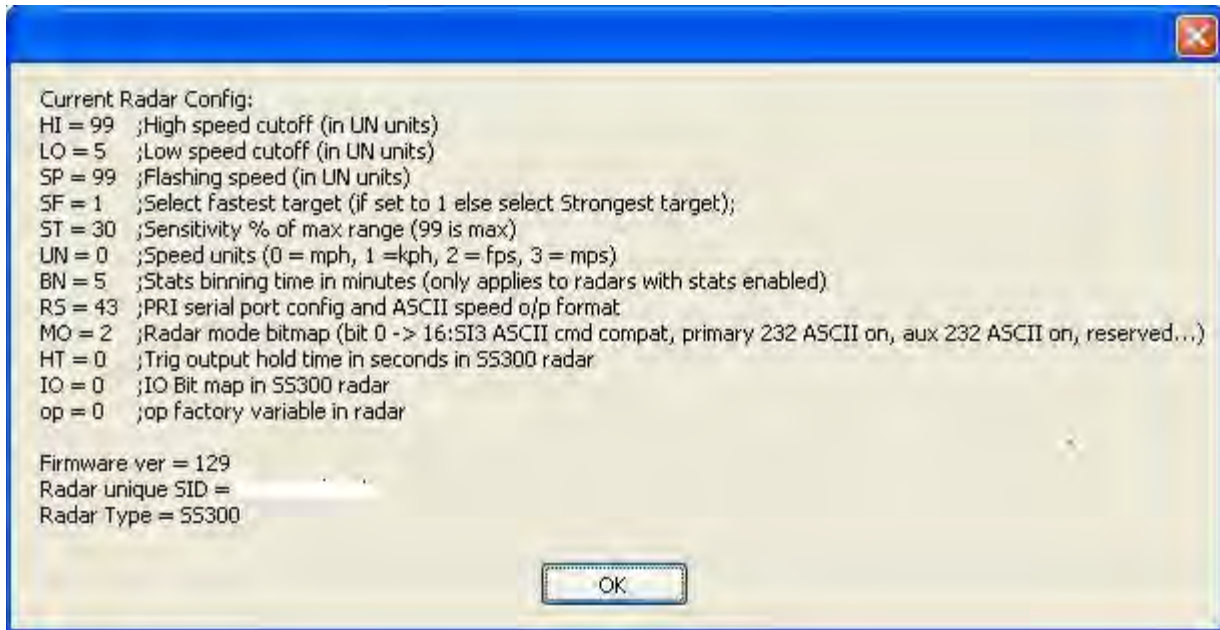 Current Radar Config:
HI = 99 ;High speed cutoff (in UN units)
LO = 5 ;Low speed cutoff (in UN units)
SP = 99 ;Flashing speed (in UN units)
SF = 1 ;Select fastest target (if set to 1 else select Strongest target);
ST = 30 ;Sensitivity % of max range (99 is max)
UN = 0 ;Speed units (0 = mph, 1 =kph, 2 = fps, 3 = mps)
BN = 5 ;Stats binning time in minutes (only applies to radars with stats enabled)
RS = 43 ;PRI serial port config and ASCII speed o/p format
MO = 2 ;Radar mode bitmap (bit 0 -> 16:SI3 ASCII cmd compat, primary 232 ASCII on, aux 232 ASCII on, reserved...)
HT = 0 ;Trig output hold time in seconds in SS300 radar
IO = 0 ;IO Bit map in SS300 radar
op = 0 ;op factory variable in radar
Firmware ver = 129
Radar unique SID =
Radar Type = SS300
OK